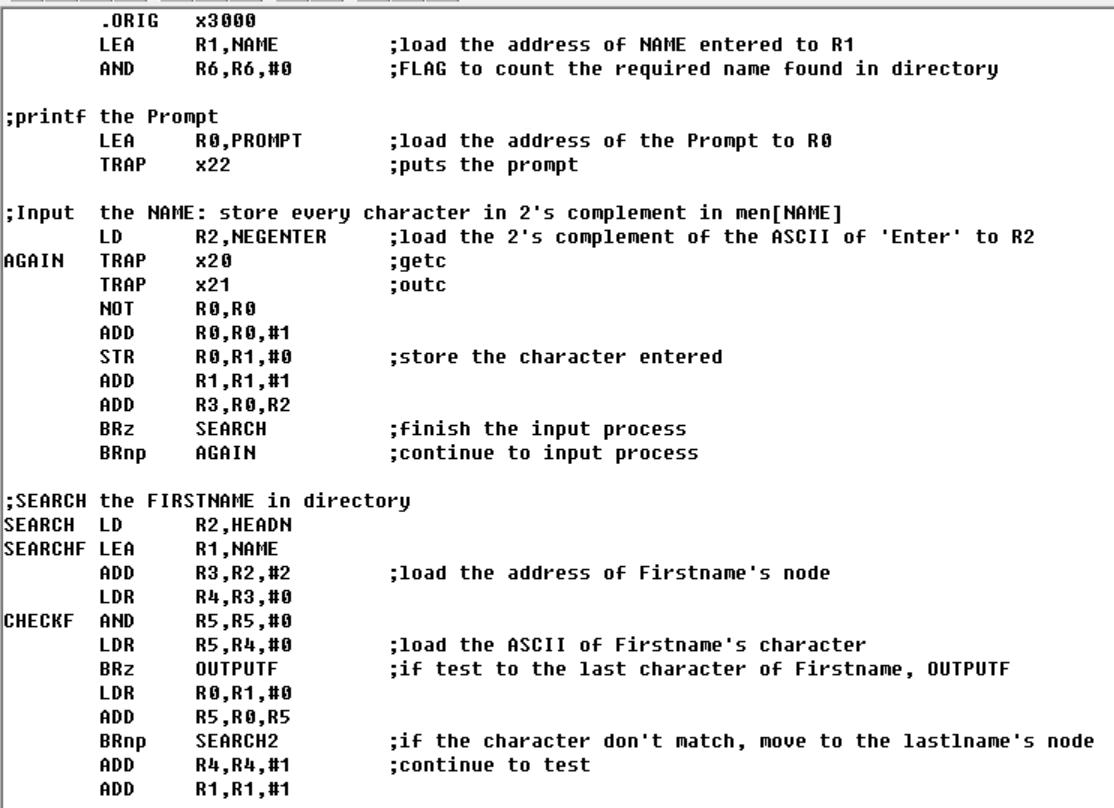 .ORIG x3000
LEA R1,NAME ;load the address of NAME entered to R1
AND R6,R6,#0 ;FLAG to count the required name found in directory
;printf the Prompt
LEA R0,PROMPT ;load the address of the Prompt to R0
TRAP x22 ;puts the prompt
;Input the NAME: store every character in 2's complement in men[NAME]
LD R2,NEGENTER ;load the 2's complement of the ASCII of 'Enter' to R2
AGAIN TRAP x20 ;getc
TRAP x21 ;outc
NOT R0,R0
ADD R0,R0,#1
STR R0,R1,#0 ;store the character entered
ADD R1,R1,#1
ADD R3,R0,R2
BRz SEARCH ;finish the input process
BRnp AGAIN ;continue to input process
;SEARCH the FIRSTNAME in directory
SEARCH LD R2,HEADN
SEARCHF LEA R1,NAME
ADD R3,R2,#2 ;load the address of Firstname's node
LDR R4,R3,#0
CHECKF AND R5,R5,#0
LDR R5,R4,#0 ;load the ASCII of Firstname's character
BRz OUTPUTF ;if test to the last character of Firstname, OUTPUTF
LDR R0,R1,#0
ADD R5,R0,R5
BRnp SEARCH2 ;if the character don't match, move to the lastlname's node
ADD R4,R4,#1 ;continue to test
ADD R1,R1,#1